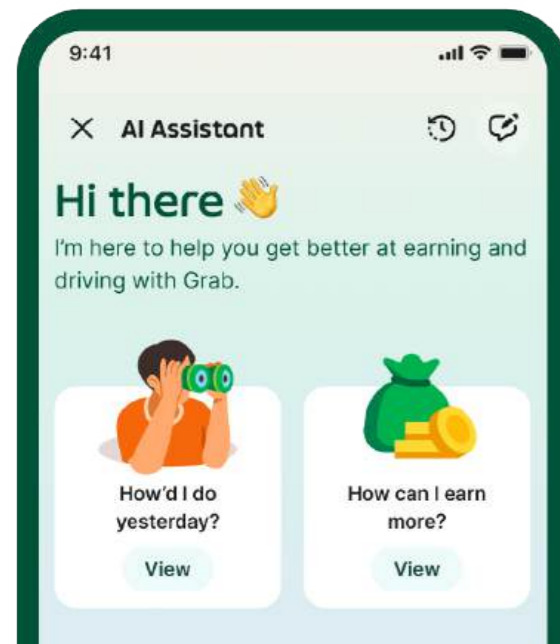 9:41
AI Assistant
Hi there 👋
I'm here to help you get better at earning and
driving with Grab.
How'd I do
yesterday?
View
How can I earn
more?
View